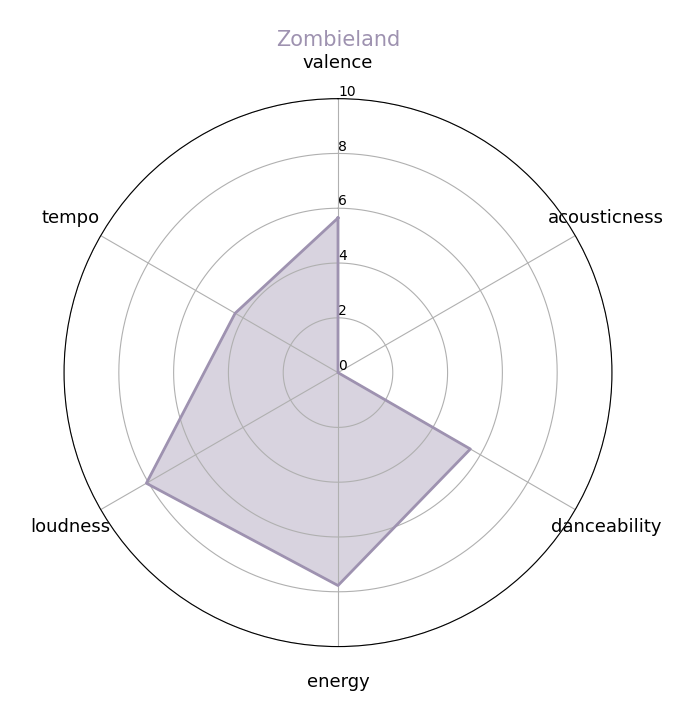 Zombieland
valence
10
8
6
4
2
0
tempo
acousticness
loudness
danceability
energy